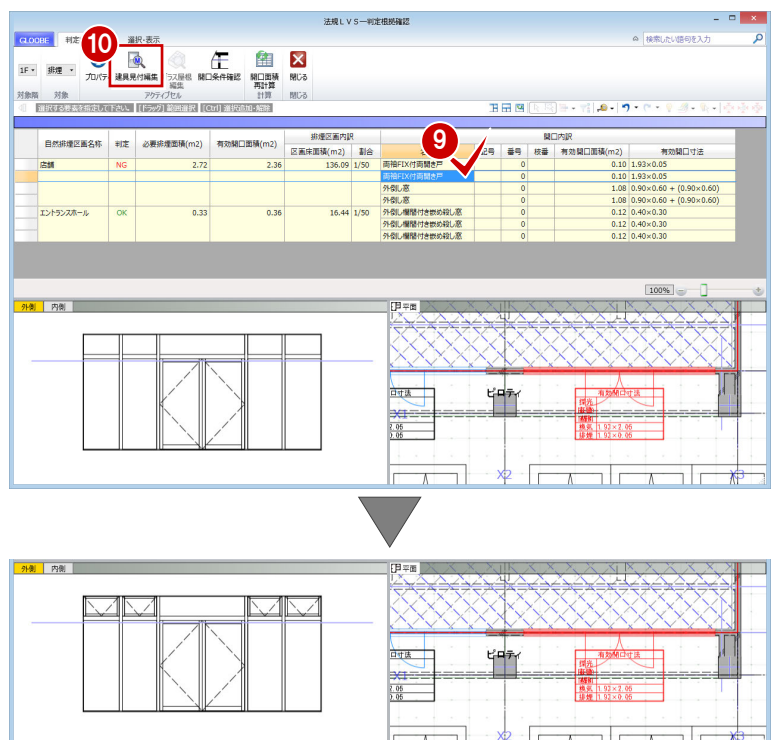 法規LVS―判定根拠確認
GLOOBE 判定 選択・表示 検索したい語句を入力
10
1F 排煙 プロパテ 建具見付編集 ラス屋根編集 開口条件確認 開口面積再計算 閉じる
対象階 対象 アクティブセル 計算 閉じる
選択する要素を指定して下さい。 [ドラッグ] 範囲選択 [Ctrl] 選択追加・解除
9
排煙区画内訳 開口内訳
自然排煙区画名称 判定 必要排煙面積(m2) 有効開口面積(m2) 区画床面積(m2) 割合 記号 番号 枝番 有効開口面積(m2) 有効開口寸法
店舗 NG 2.72 2.36 136.09 1/50 両袖FIX付両開き戸 0 0.10 1.93×0.05
両袖FIX付両開き戸 0 0.10 1.93×0.05
外倒し窓 0 1.08 0.90×0.60 + (0.90×0.60)
外倒し窓 0 1.08 0.90×0.60 + (0.90×0.60)
エントランスホール OK 0.33 0.36 16.44 1/50 外倒し欄間付き嵌め殺し窓 0 0.12 0.40×0.30
外倒し欄間付き嵌め殺し窓 0 0.12 0.40×0.30
外倒し欄間付き嵌め殺し窓 0 0.12 0.40×0.30
100%
外側 内側 平面
口寸法 ピロティ 有効開口寸法
採光
X1
2.05 換気 1.92×2.05
0.05 排煙 1.92×0.05
X2 X3
外側 内側 平面
口寸法 ピロティ 有効開口寸法
採光
X1
2.05 換気 1.92×2.05
0.05 排煙 1.92×0.05
X2 X3